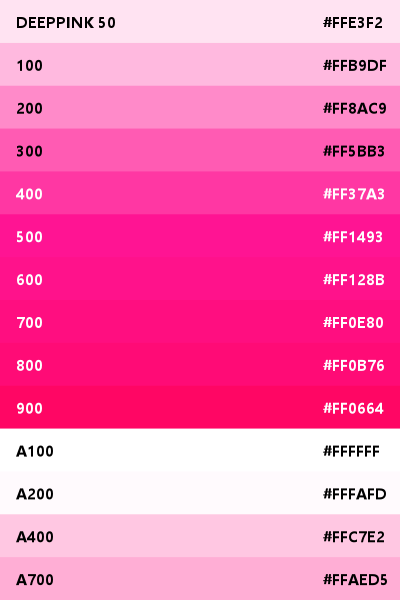 DEEPPINK 50 #FFE3F2
100 #FFB9DF
200 #FF8AC9
300 #FF5BB3
400 #FF37A3
500 #FF1493
600 #FF128B
700 #FF0E80
800 #FF0B76
900 #FF0664
A100 #FFFFFF
A200 #FFFAFD
A400 #FFC7E2
A700 #FFAED5